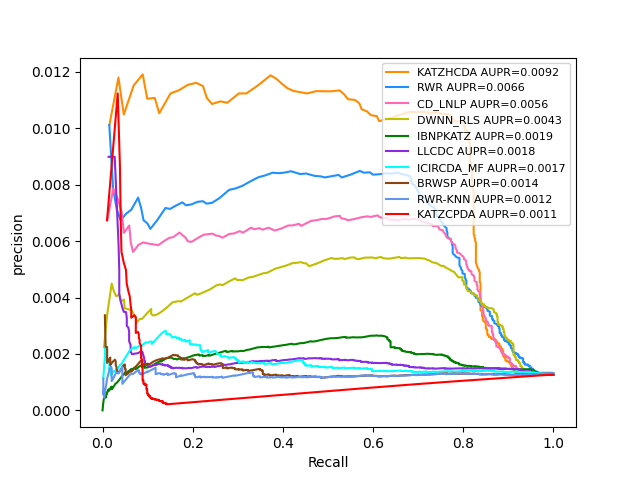 0.012
0.010
0.008
0.006
0.004
0.002
0.000
precision
0.0 0.2 0.4 0.6 0.8 1.0
Recall
KATZHCDA AUPR=0.0092
RWR AUPR=0.0066
CD_LNLP AUPR=0.0056
DWNN_RLS AUPR=0.0043
IBNPKATZ AUPR=0.0019
LLCDC AUPR=0.0018
ICIRCDA_MF AUPR=0.0017
BRWSP AUPR=0.0014
RWR-KNN AUPR=0.0012
KATZCPDA AUPR=0.0011